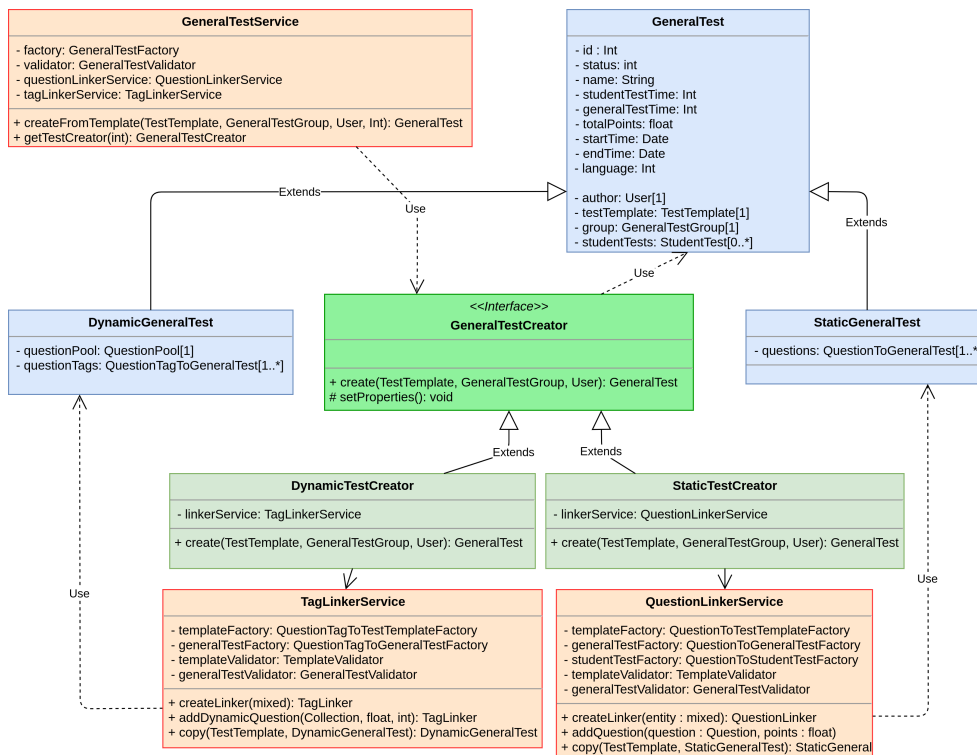 GeneralTestService
- factory: GeneralTestFactory
- validator: GeneralTestValidator
- questionLinkerService: QuestionLinkerService
- tagLinkerService: TagLinkerService
+ createFromTemplate(TestTemplate, GeneralTestGroup, User, Int): GeneralTest
+ getTestCreator(int): GeneralTestCreator
GeneralTest
- id : Int
- status: int
- name: String
- studentTestTime: Int
- generalTestTime: Int
- totalPoints: float
- startTime: Date
- endTime: Date
- language: Int
- author: User[1]
- testTemplate: TestTemplate[1]
- group: GeneralTestGroup[1]
- studentTests: StudentTest[0..*]
Extends
Use
Extends
Use
DynamicGeneralTest
- questionPool: QuestionPool[1]
- questionTags: QuestionTagToGeneralTest[1..*]
<<Interface>>
GeneralTestCreator
+ create(TestTemplate, GeneralTestGroup, User): GeneralTest
# setProperties(): void
StaticGeneralTest
- questions: QuestionToGeneralTest[1..*
Extends
Extends
DynamicTestCreator
- linkerService: TagLinkerService
+ create(TestTemplate, GeneralTestGroup, User): GeneralTest
StaticTestCreator
- linkerService: QuestionLinkerService
+ create(TestTemplate, GeneralTestGroup, User): GeneralTest
Use
Use
TagLinkerService
- templateFactory: QuestionTagToTestTemplateFactory
- generalTestFactory: QuestionTagToGeneralTestFactory
- templateValidator: TemplateValidator
- generalTestValidator: GeneralTestValidator
+ createLinker(mixed): TagLinker
+ addDynamicQuestion(Collection, float, int): TagLinker
+ copy(TestTemplate, DynamicGeneralTest): DynamicGeneralTest
QuestionLinkerService
- templateFactory: QuestionToTestTemplateFactory
- generalTestFactory: QuestionToGeneralTestFactory
- studentTestFactory: QuestionToStudentTestFactory
- templateValidator: TemplateValidator
- generalTestValidator: GeneralTestValidator
+ createLinker(entity : mixed): QuestionLinker
+ addQuestion(question : Question, points : float)
+ copy(TestTemplate, StaticGeneralTest): StaticGeneral